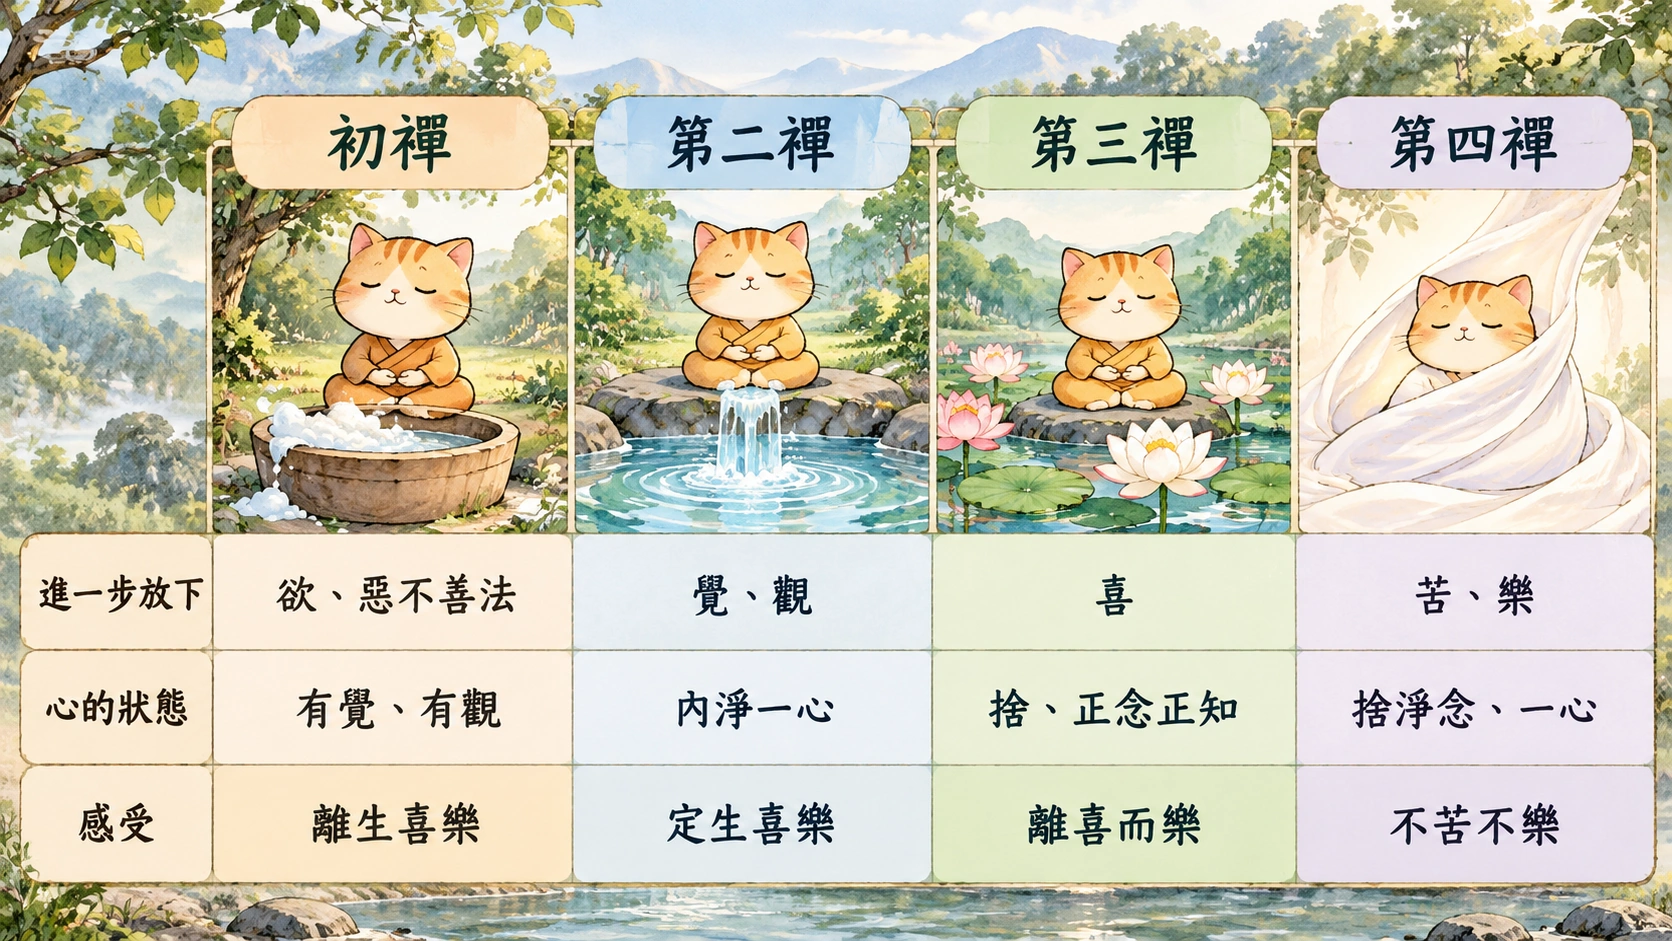 初禪 第二禪 第三禪 第四禪
進一步放下 欲、惡不善法 覺、觀 喜 苦、樂
心的狀態 有覺、有觀 內淨一心 捨、正念正知 捨淨念、一心
感受 離生喜樂 定生喜樂 離喜而樂 不苦不樂